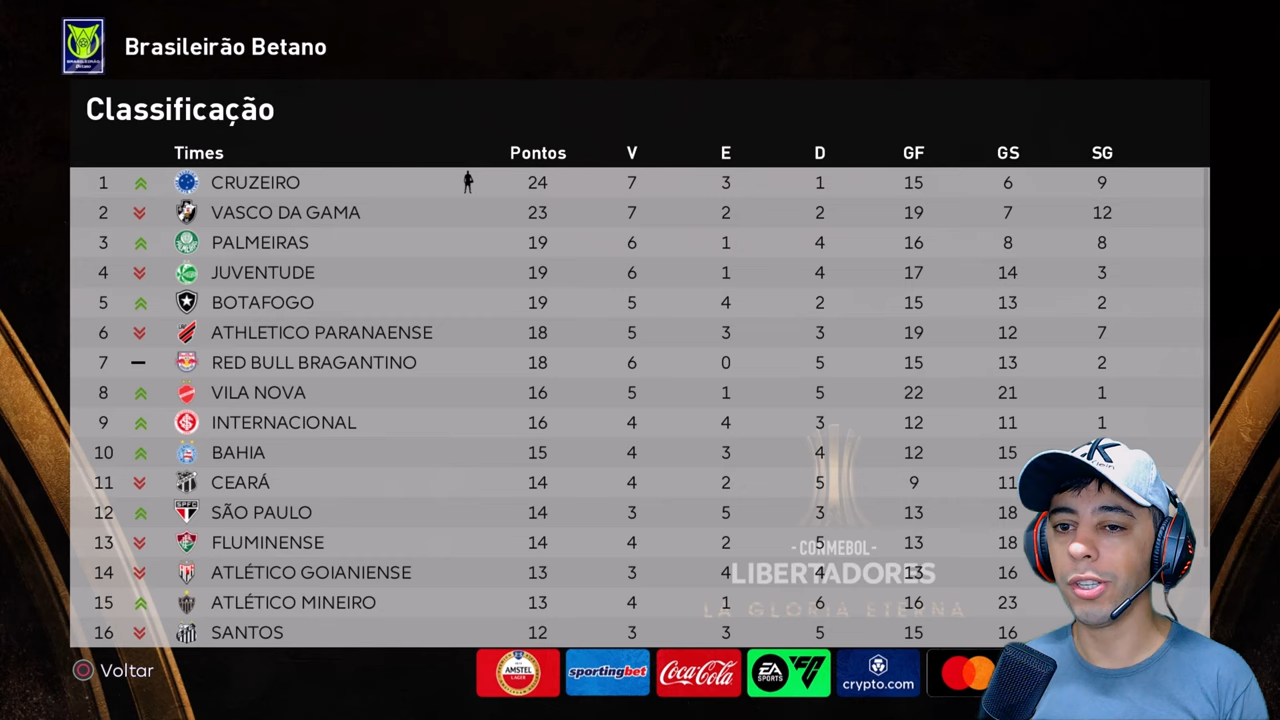 Brasileirão Betano
Classificação
Times Pontos V E D GF GS SG
1 CRUZEIRO 24 7 3 1 15 6 9
2 VASCO DA GAMA 23 7 2 2 19 7 12
3 PALMEIRAS 19 6 1 4 16 8 8
4 JUVENTUDE 19 6 1 4 17 14 3
5 BOTAFOGO 19 5 4 2 15 13 2
6 ATHLETICO PARANAENSE 18 5 3 3 19 12 7
7 RED BULL BRAGANTINO 18 6 0 5 15 13 2
8 VILA NOVA 16 5 1 5 22 21 1
9 INTERNACIONAL 16 4 4 3 12 11 1
10 BAHIA 15 4 3 4 12 15
11 CEARÁ 14 4 2 5 9 11
12 SÃO PAULO 14 3 5 3 13 18
13 FLUMINENSE 14 4 2 5 13 18
14 ATLÉTICO GOIANIENSE 13 3 4 4 13 16
15 ATLÉTICO MINEIRO 13 4 1 6 16 23
16 SANTOS 12 3 3 5 15 16
-CONMEBOL-
LIBERTADORES
LA GLORIA ETERNA
Voltar
AMSTEL LAGER
sportingbet
Coca-Cola
EA SPORTS FC
crypto.com